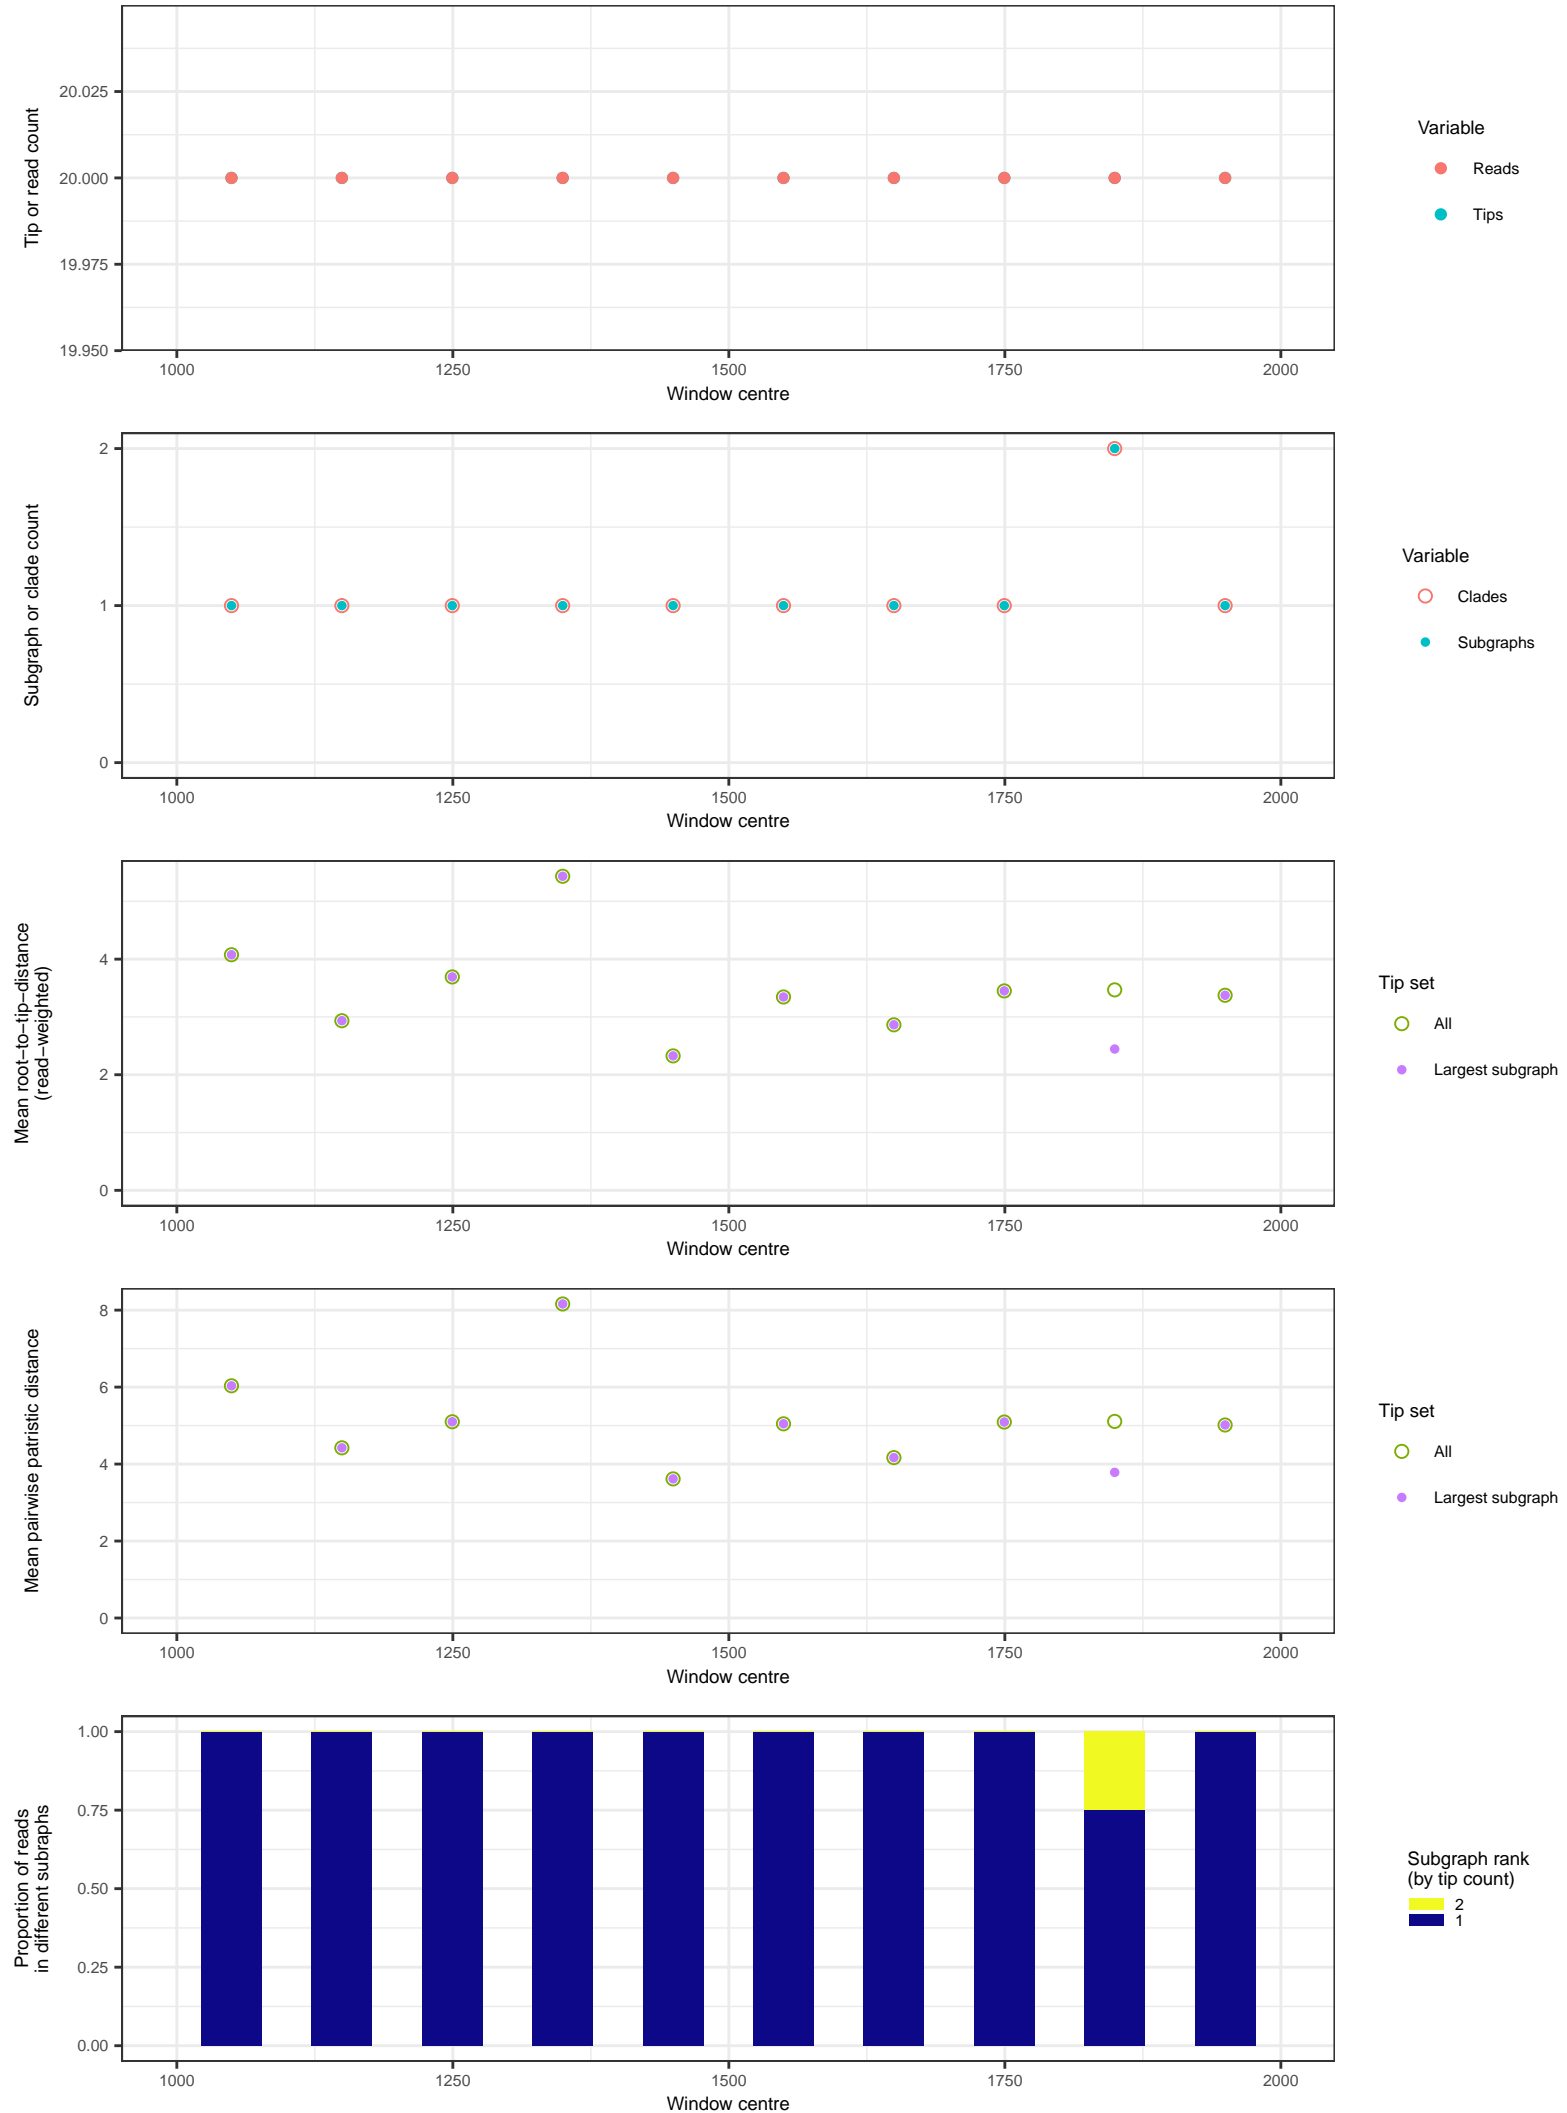 Tip or read count
20.025
20.000
19.975
19.950
1000 1250 1500 1750 2000
Window centre
Variable
Reads
Tips
Subgraph or clade count
2
1
0
1000 1250 1500 1750 2000
Window centre
Variable
Clades
Subgraphs
Mean root−to−tip−distance
(read−weighted)
4
2
0
1000 1250 1500 1750 2000
Window centre
Tip set
All
Largest subgraph
Mean pairwise patristic distance
8
6
4
2
0
1000 1250 1500 1750 2000
Window centre
Tip set
All
Largest subgraph
Proportion of reads
in different subraphs
1.00
0.75
0.50
0.25
0.00
1000 1250 1500 1750 2000
Window centre
Subgraph rank
(by tip count)
2
1